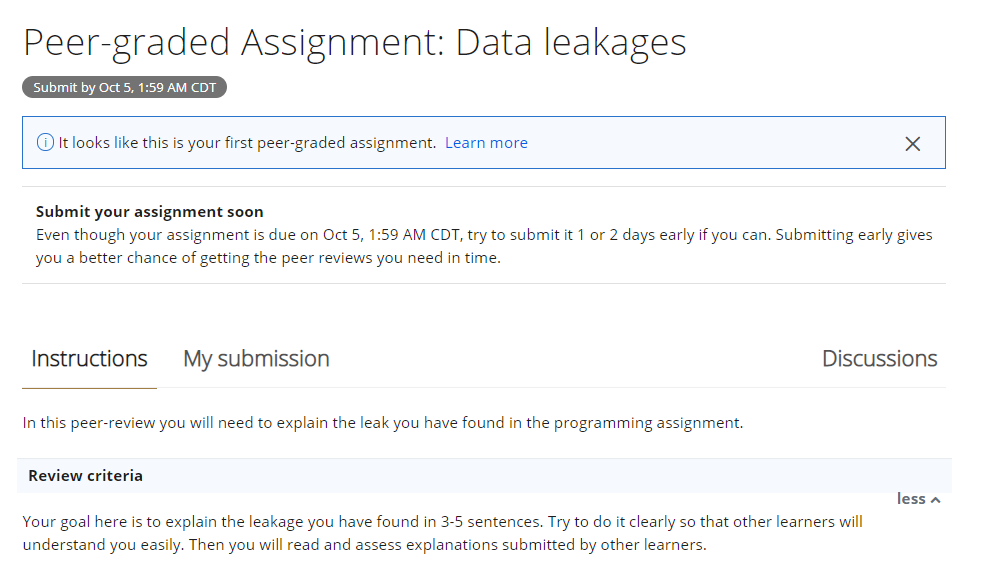 Peer-graded Assignment: Data leakages
Submit by Oct 5, 1:59 AM CDT
It looks like this is your first peer-graded assignment. Learn more
Submit your assignment soon
Even though your assignment is due on Oct 5, 1:59 AM CDT, try to submit it 1 or 2 days early if you can. Submitting early gives
you a better chance of getting the peer reviews you need in time.
Instructions My submission Discussions
In this peer-review you will need to explain the leak you have found in the programming assignment.
Review criteria
less
Your goal here is to explain the leakage you have found in 3-5 sentences. Try to do it clearly so that other learners will
understand you easily. Then you will read and assess explanations submitted by other learners.